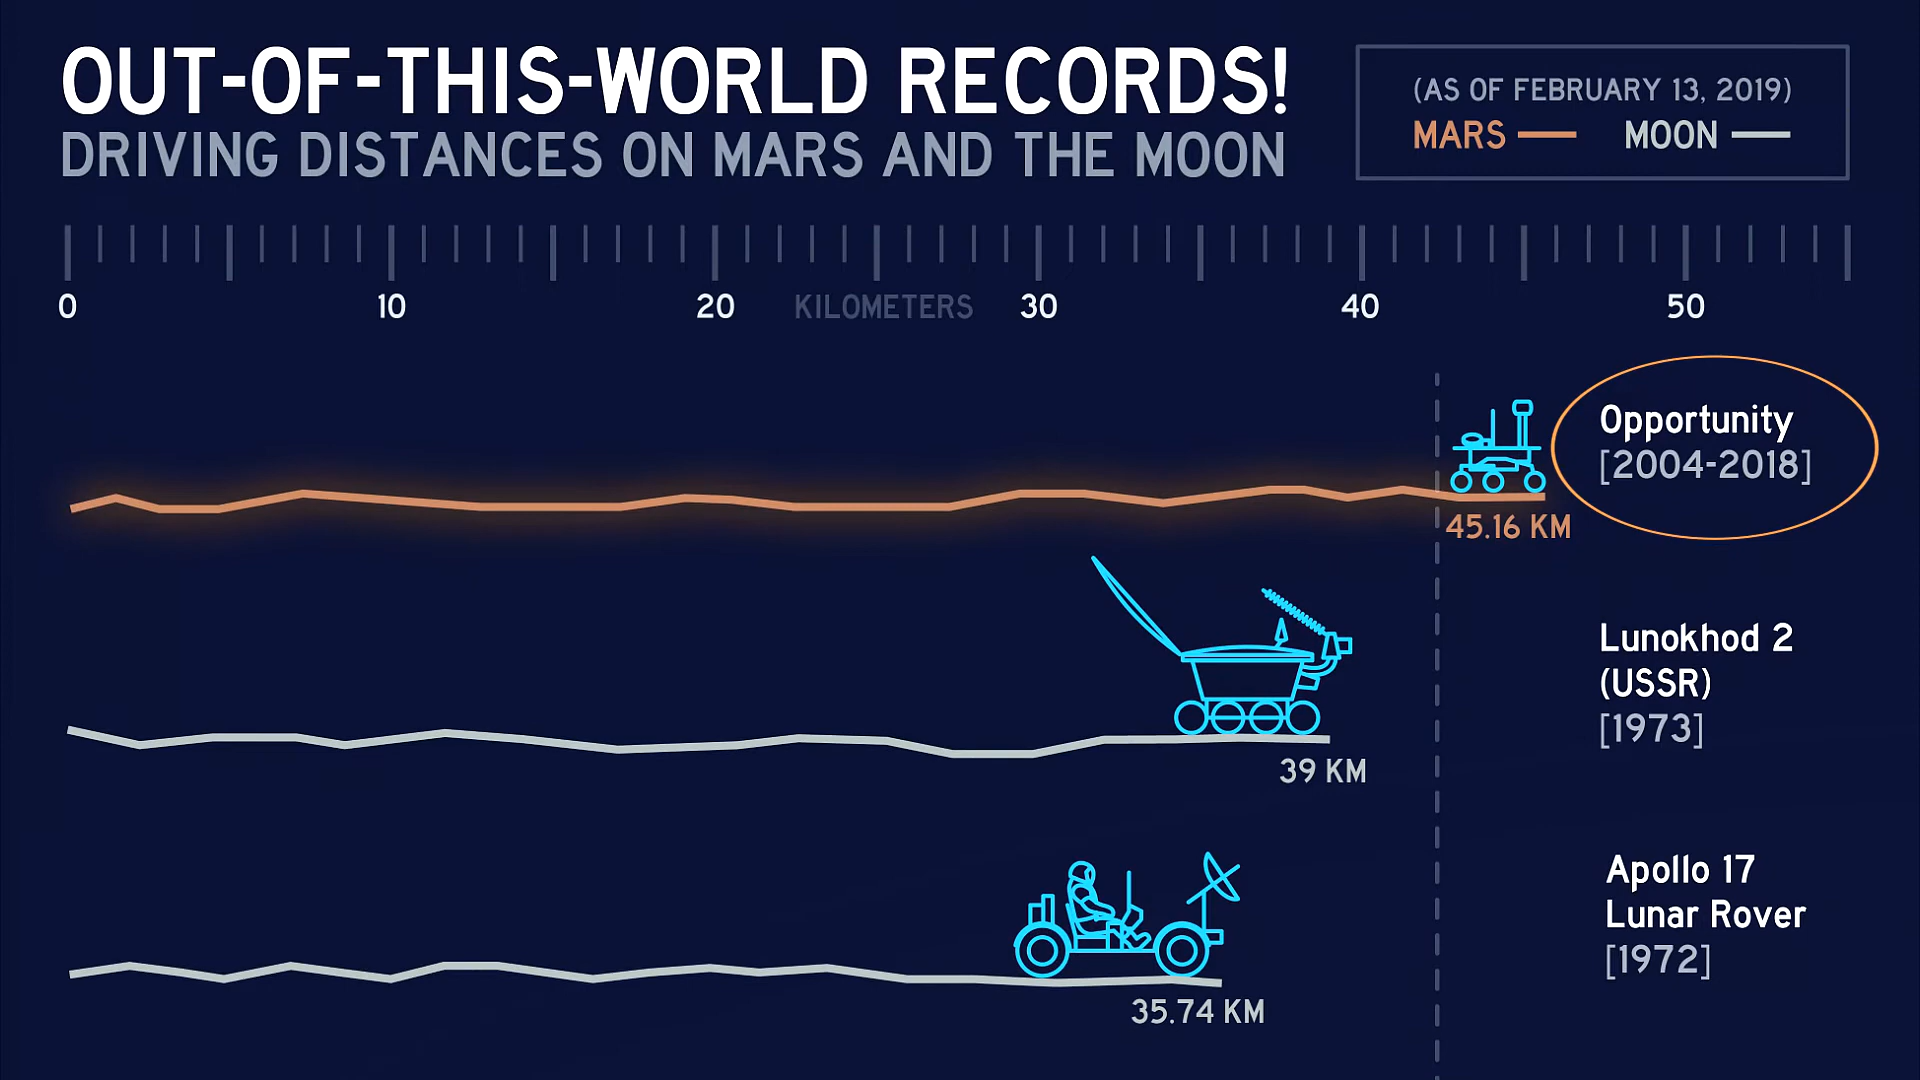 OUT-OF-THIS-WORLD RECORDS!
DRIVING DISTANCES ON MARS AND THE MOON
(AS OF FEBRUARY 13, 2019)
MARS MOON
0 10 20 KILOMETERS 30 40 50
Opportunity
[2004-2018]
45.16 KM
Lunokhod 2
(USSR)
[1973]
39 KM
Apollo 17
Lunar Rover
[1972]
35.74 KM